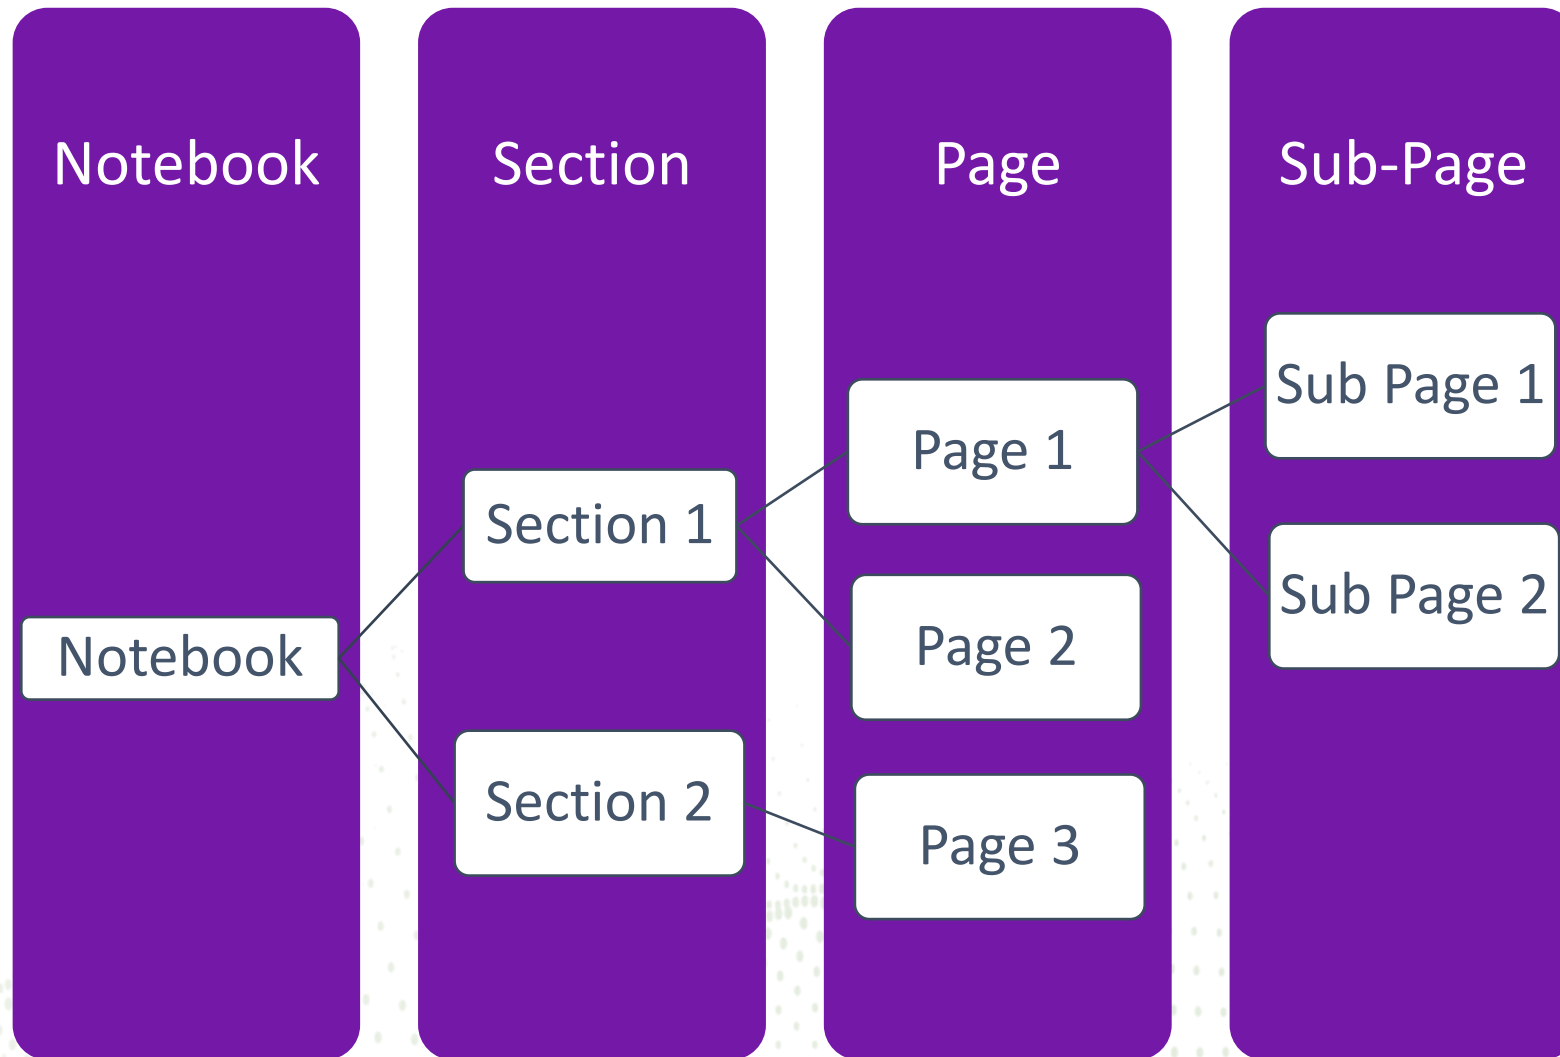 Notebook
Section
Page
Sub-Page
Notebook
Section 1
Section 2
Page 1
Page 2
Page 3
Sub Page 1
Sub Page 2